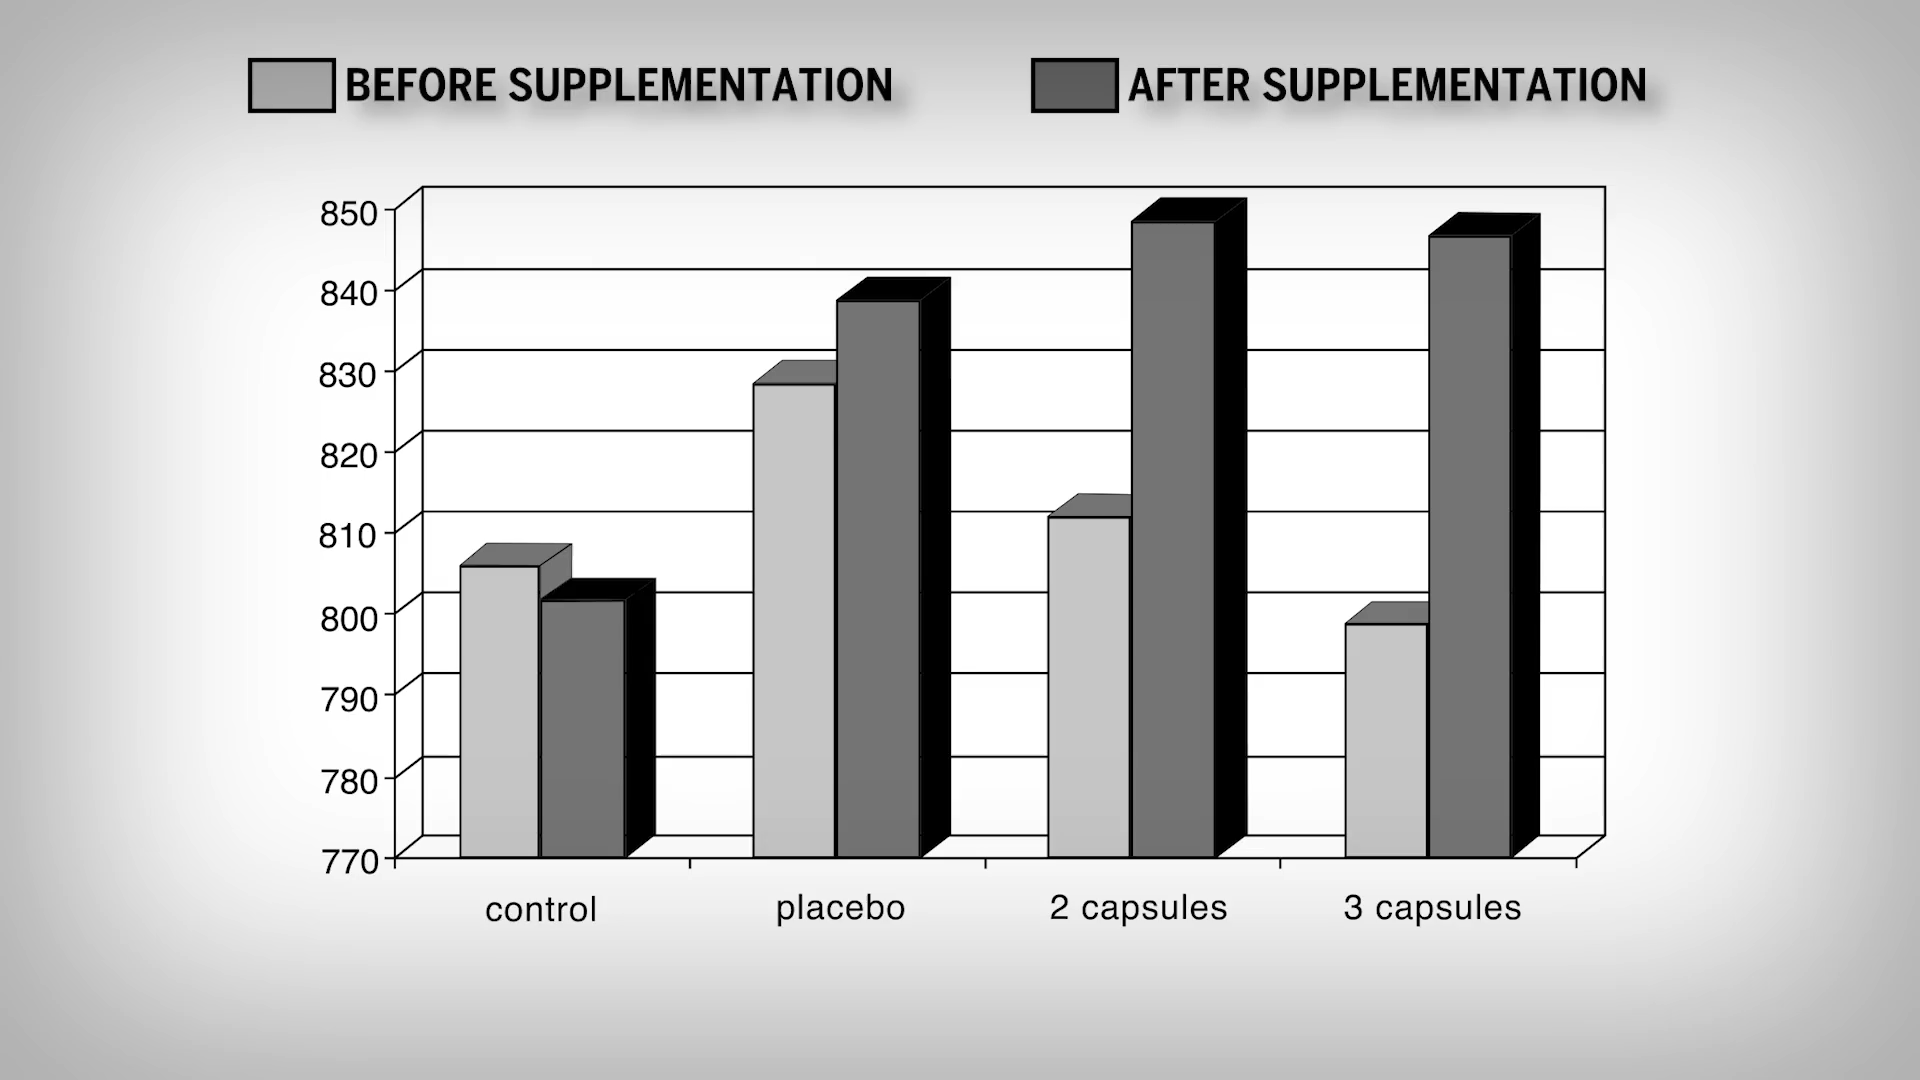 BEFORE SUPPLEMENTATION
AFTER SUPPLEMENTATION
850
840
830
820
810
800
790
780
770
control
placebo
2 capsules
3 capsules